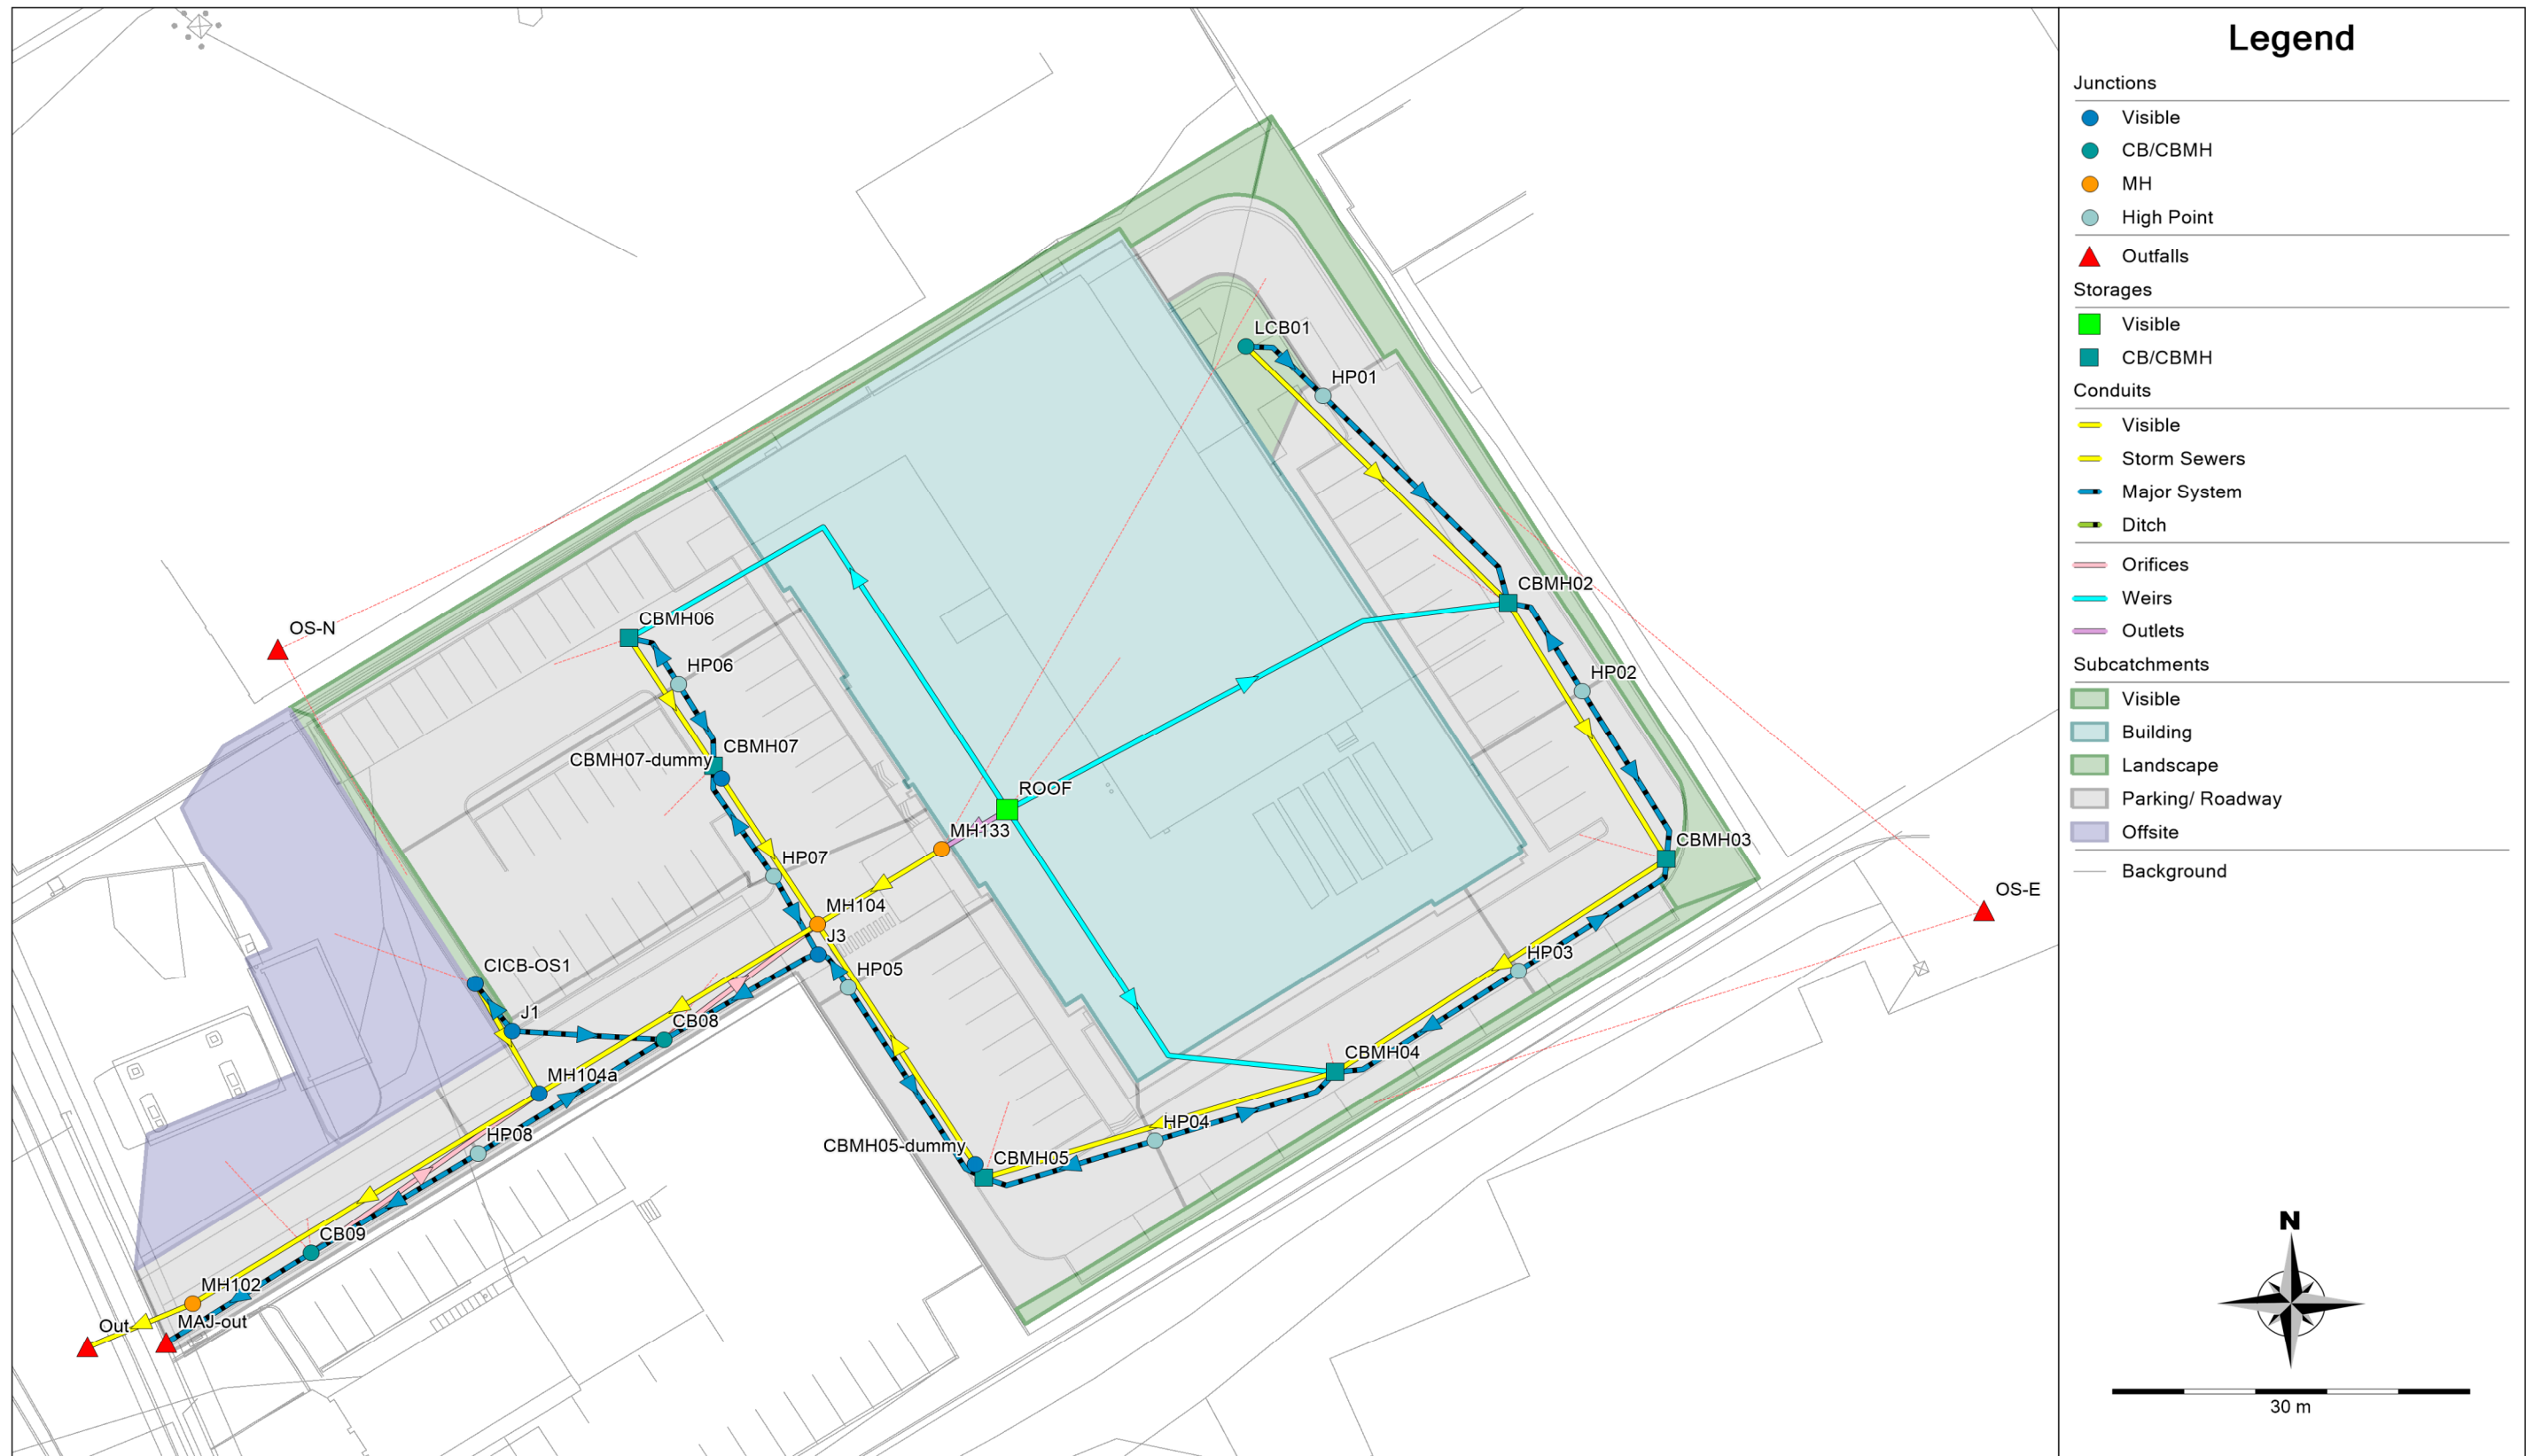 Legend
Junctions
Visible
CB/CBMH
MH
High Point
Outfalls
Storages
Visible
CB/CBMH
Conduits
Visible
Storm Sewers
Major System
Ditch
Orifices
Weirs
Outlets
Subcatchments
Visible
Building
Landscape
Parking/ Roadway
Offsite
Background
N
30 m
LCB01
HP01
CBMH02
CBMH06
OS-N
HP06
HP02
CBMH07
CBMH07-dummy
ROOF
MH133
CBMH03
HP07
OS-E
MH104
J3
HP03
CICB-OS1
HP05
J1
CB08
CBMH04
MH104a
HP04
HP08
CBMH05-dummy
CBMH05
CB09
MH102
MAJ-out
Out